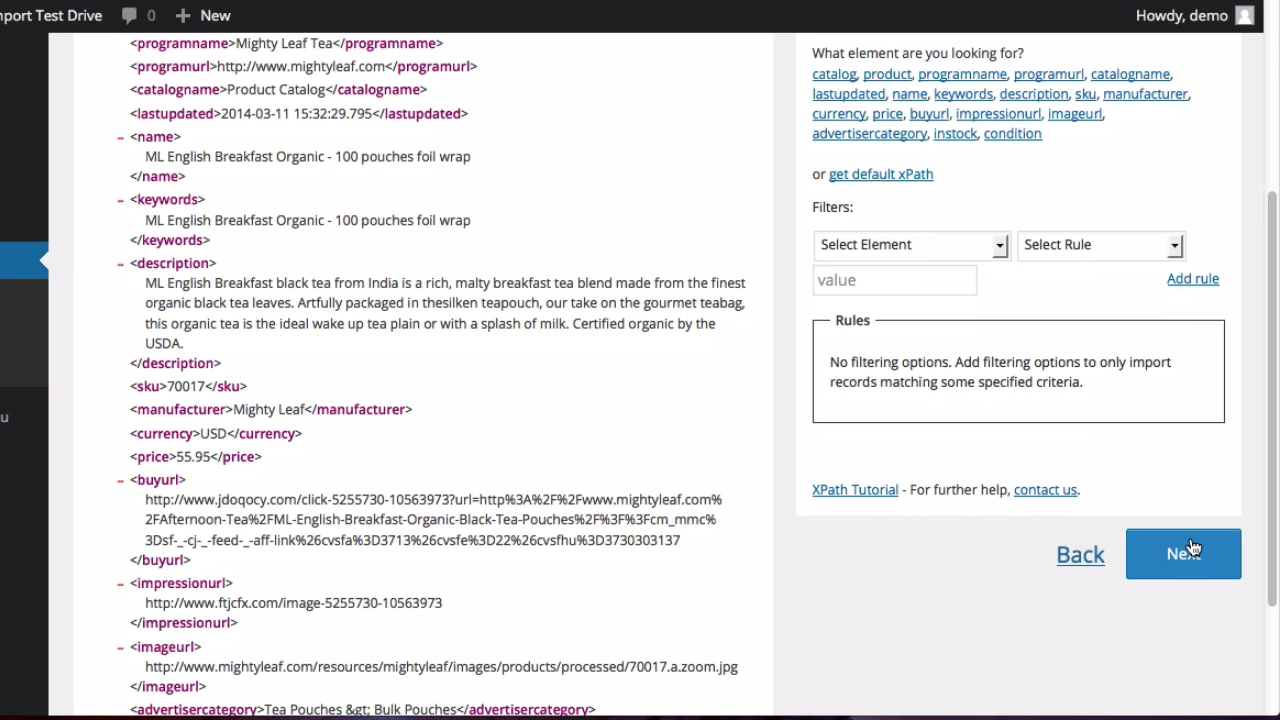 nport Test Drive 0 New Howdy, demo
<programname>Mighty Leaf Tea</programname>
<programurl>http://www.mightyleaf.com</programurl>
<catalogname>Product Catalog</catalogname>
<lastupdated>2014-03-11 15:32:29.795</lastupdated>
<name>
ML English Breakfast Organic - 100 pouches foil wrap
</name>
<keywords>
ML English Breakfast Organic - 100 pouches foil wrap
</keywords>
<description>
ML English Breakfast black tea from India is a rich, malty breakfast tea blend made from the finest
organic black tea leaves. Artfully packaged in thesilken teapouch, our take on the gourmet teabag,
this organic tea is the ideal wake up tea plain or with a splash of milk. Certified organic by the
USDA.
</description>
<sku>70017</sku>
<manufacturer>Mighty Leaf</manufacturer>
<currency>USD</currency>
<price>55.95</price>
<buyurl>
http://www.jdoqocy.com/click-5255730-10563973?url=http%3A%2F%2Fwww.mightyleaf.com%
2FAfternoon-Tea%2FML-English-Breakfast-Organic-Black-Tea-Pouches%2F%3F%3Fcm_mmc%
3Dsf-_-cj-_-feed-_-aff-link%26cvsfa%3D3713%26cvsfe%3D22%26cvsfhu%3D3730303137
</buyurl>
<impressionurl>
http://www.ftjcfx.com/image-5255730-10563973
</impressionurl>
<imageurl>
http://www.mightyleaf.com/resources/mightyleaf/images/products/processed/70017.a.zoom.jpg
</imageurl>
<advertisercategory>Tea Pouches &gt; Bulk Pouches</advertisercategory>
What element are you looking for?
catalog, product, programname, programurl, catalogname,
lastupdated, name, keywords, description, sku, manufacturer,
currency, price, buyurl, impressionurl, imageurl,
advertisercategory, instock, condition
or get default xPath
Filters:
Select Element Select Rule
value Add rule
Rules
No filtering options. Add filtering options to only import
records matching some specified criteria.
XPath Tutorial - For further help, contact us.
Back Next
u